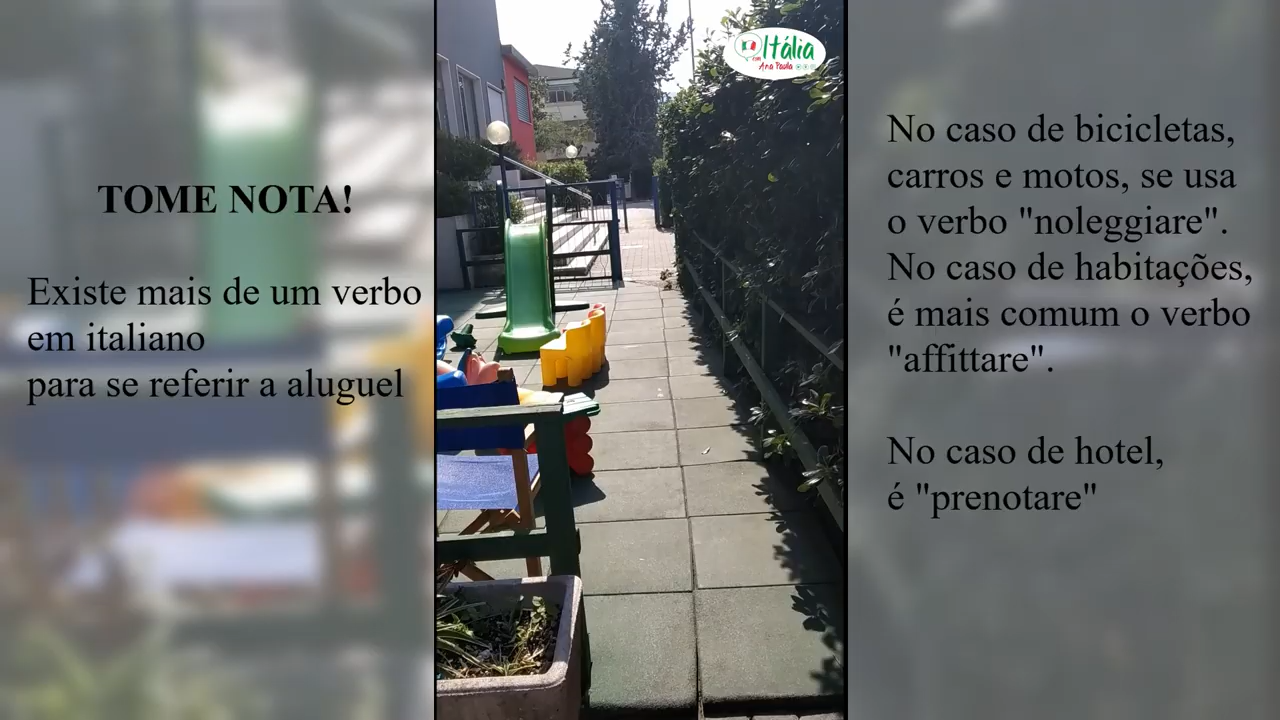 TOME NOTA!
Existe mais de um verbo
em italiano
para se referir a aluguel
Itália
com
Ana Paula
No caso de bicicletas,
carros e motos, se usa
o verbo "noleggiare".
No caso de habitações,
é mais comum o verbo
"affittare".
No caso de hotel,
é "prenotare"